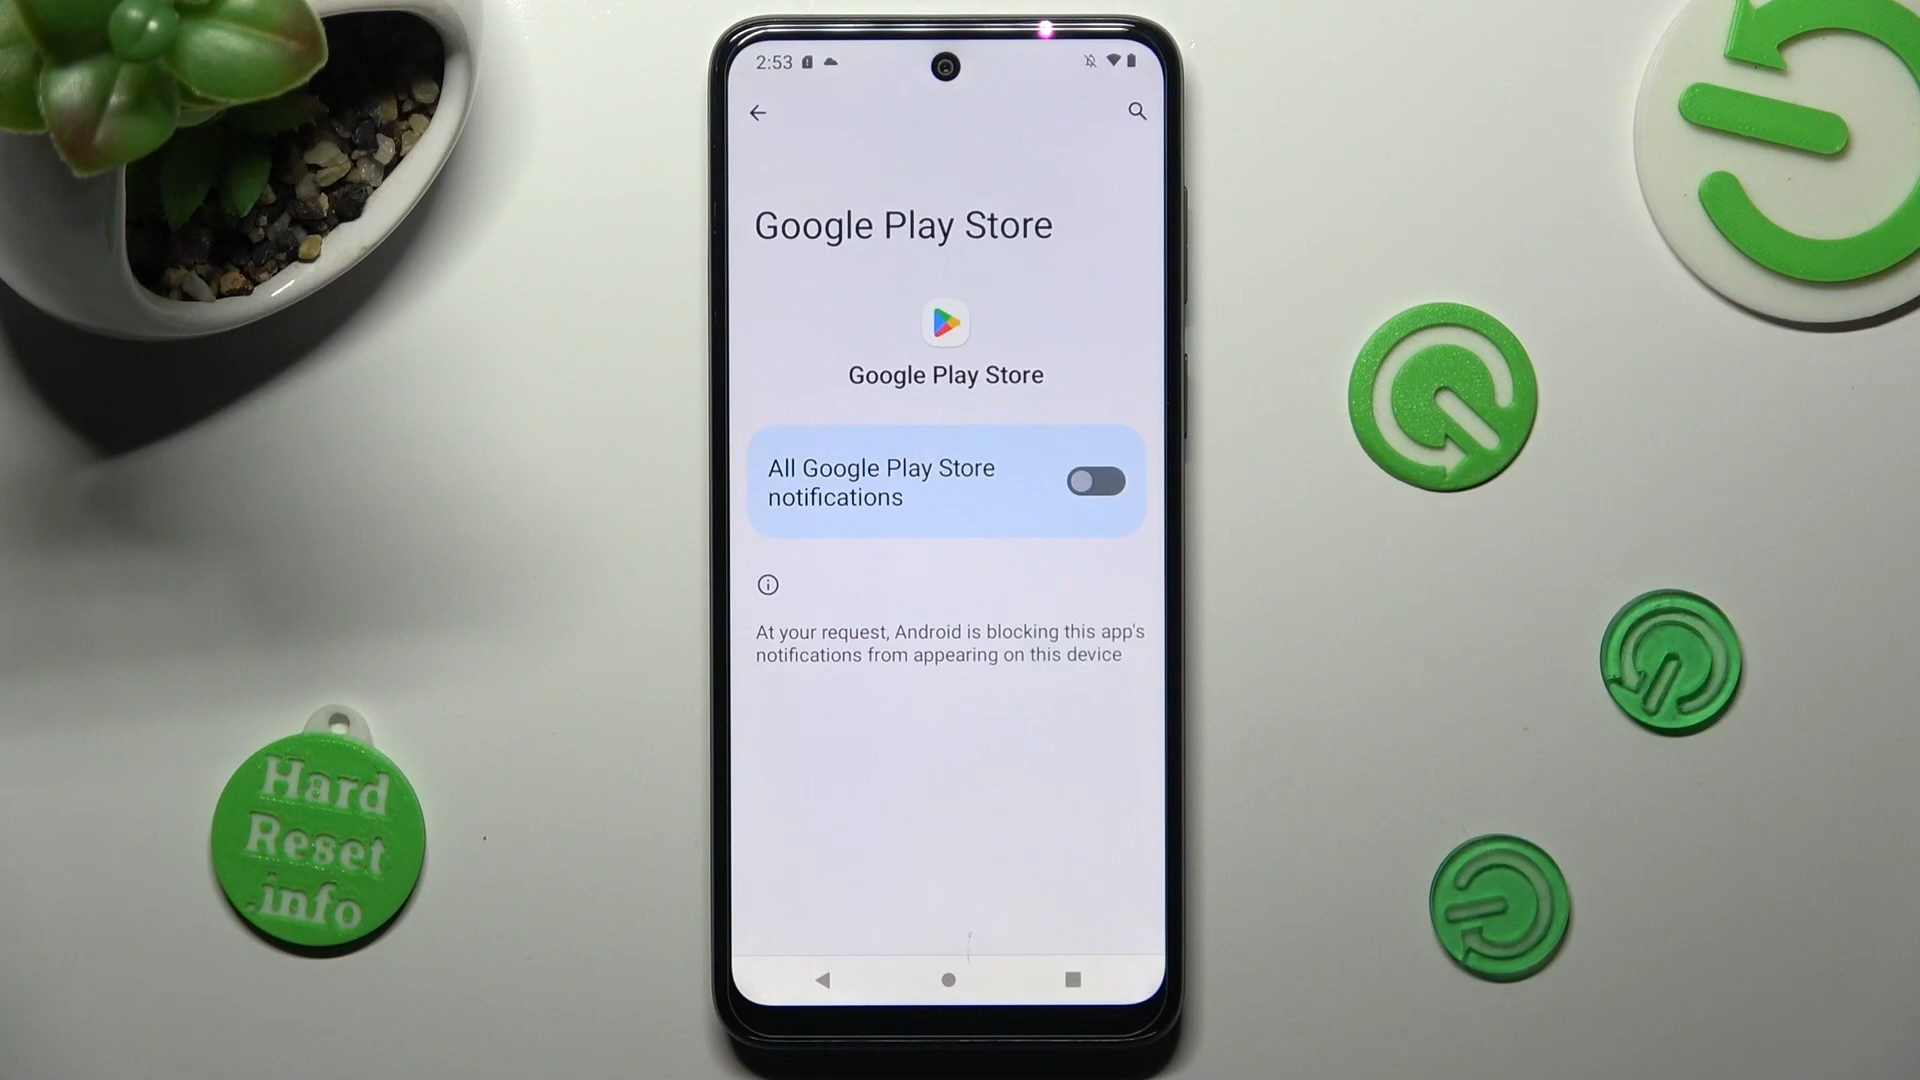 2:53
Google Play Store
Google Play Store
All Google Play Store
notifications
At your request, Android is blocking this app's
notifications from appearing on this device
Hard
Reset
.info